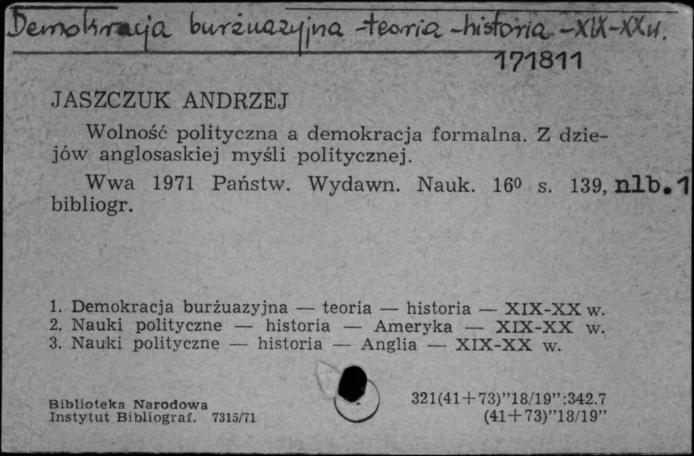 Demokracja burżuazyjna - teoria - historia - XIX-XX w.
171811
JASZCZUK ANDRZEJ
Wolność polityczna a demokracja formalna. Z dzie-
jów anglosaskiej myśli politycznej.
Wwa 1971 Państw. Wydawn. Nauk. 16⁰ s. 139, nlb.1
bibliogr.
1. Demokracja burżuazyjna — teoria — historia — XIX-XX w.
2. Nauki polityczne — historia — Ameryka — XIX-XX w.
3. Nauki polityczne — historia — Anglia — XIX-XX w.
Biblioteka Narodowa 321(41+73)”18/19”:342.7
Instytut Bibliograf. 7315/71 (41+73)”18/19”